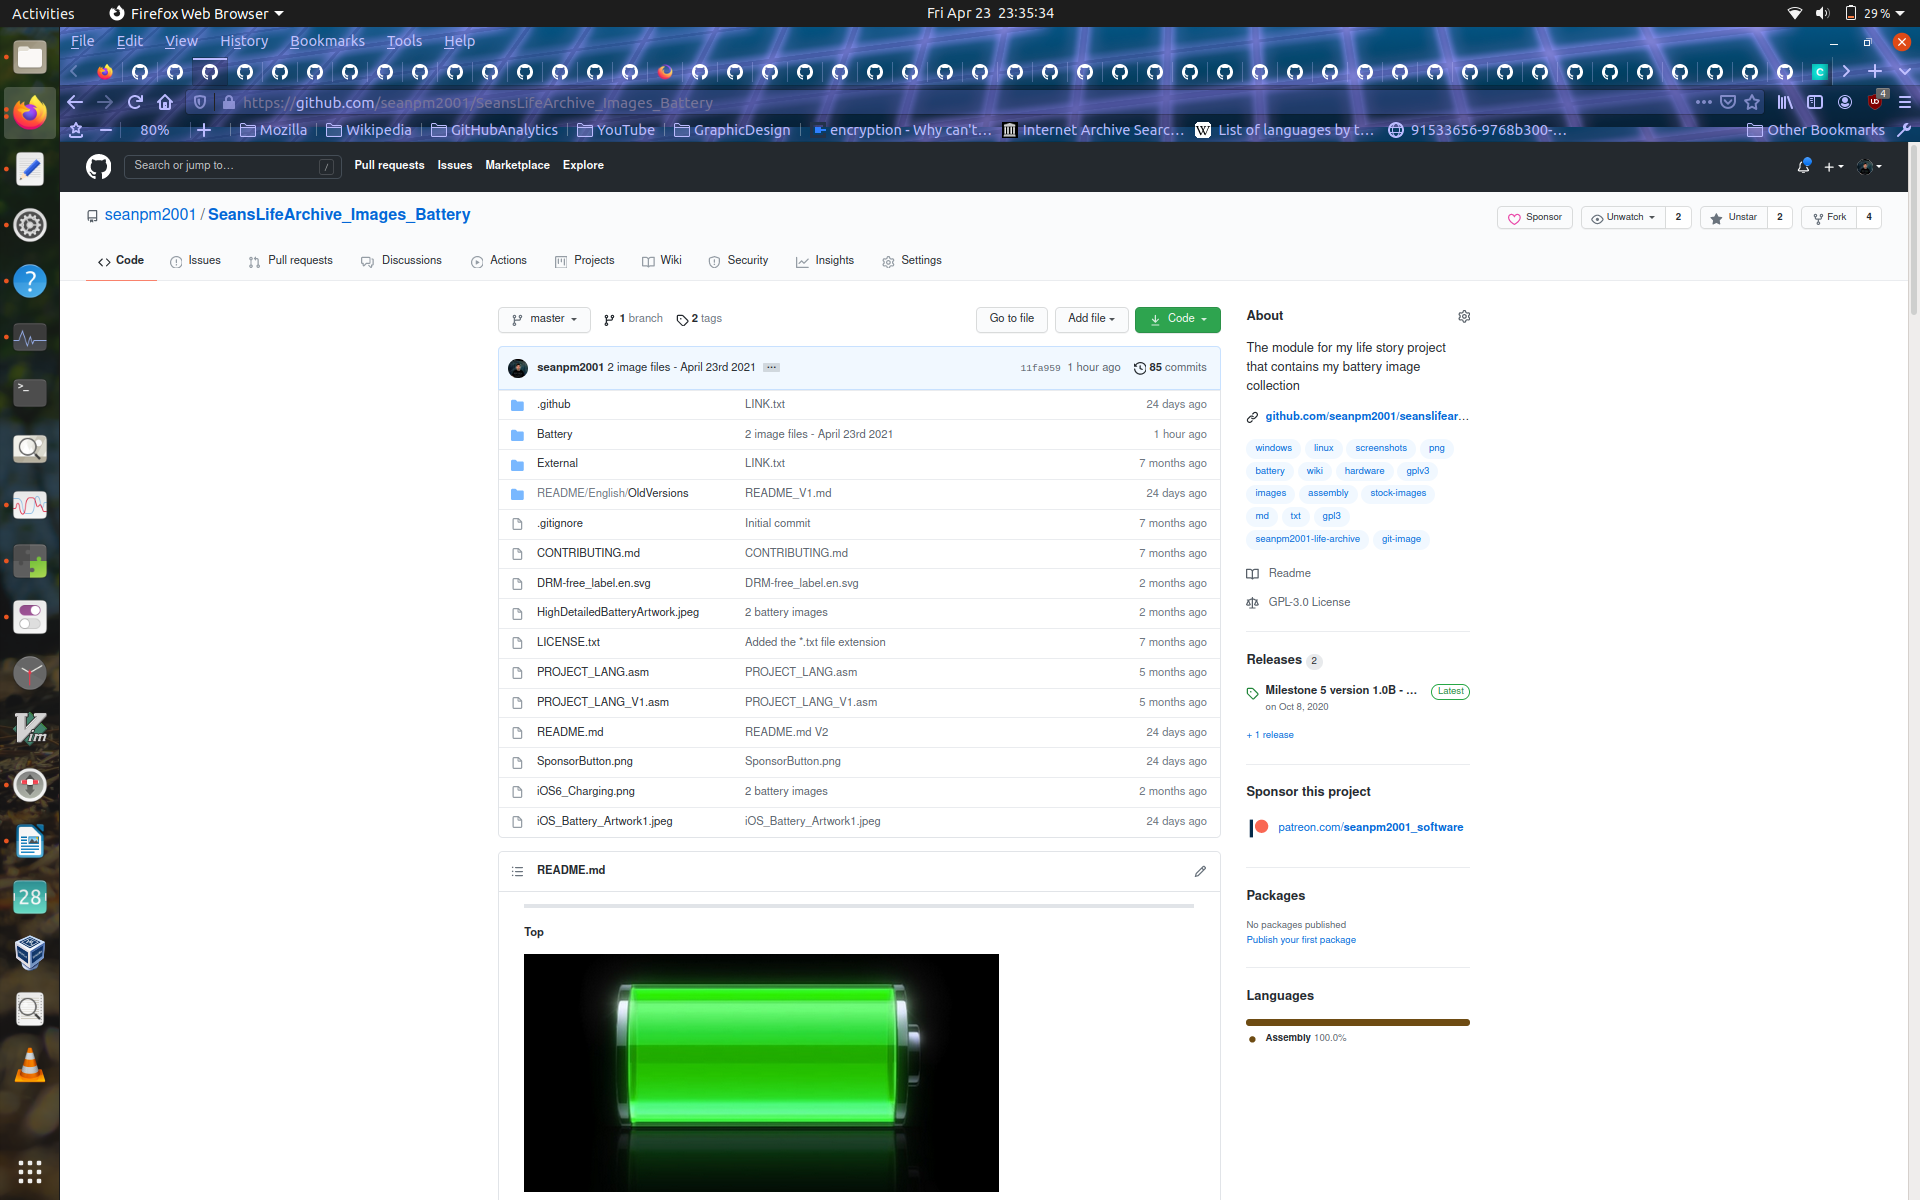 Activities Firefox Web Browser Fri Apr 23 23:35:34 29 %
File Edit View History Bookmarks Tools Help
https://github.com/seanpm2001/SeansLifeArchive_Images_Battery 4
80% Mozilla Wikipedia GitHubAnalytics YouTube GraphicDesign encryption - Why can't… Internet Archive Searc… List of languages by t… 91533656-9768b300-… Other Bookmarks
Search or jump to… / Pull requests Issues Marketplace Explore
seanpm2001 / SeansLifeArchive_Images_Battery Sponsor Unwatch 2 Unstar 2 Fork 4
Code Issues Pull requests Discussions Actions Projects Wiki Security Insights Settings
master 1 branch 2 tags Go to file Add file Code
seanpm2001 2 image files - April 23rd 2021 11fa959 1 hour ago 85 commits
.github LINK.txt 24 days ago
Battery 2 image files - April 23rd 2021 1 hour ago
External LINK.txt 7 months ago
README/English/OldVersions README_V1.md 24 days ago
.gitignore Initial commit 7 months ago
CONTRIBUTING.md CONTRIBUTING.md 7 months ago
DRM-free_label.en.svg DRM-free_label.en.svg 2 months ago
HighDetailedBatteryArtwork.jpeg 2 battery images 2 months ago
LICENSE.txt Added the *.txt file extension 7 months ago
PROJECT_LANG.asm PROJECT_LANG.asm 5 months ago
PROJECT_LANG_V1.asm PROJECT_LANG_V1.asm 5 months ago
README.md README.md V2 24 days ago
SponsorButton.png SponsorButton.png 24 days ago
iOS6_Charging.png 2 battery images 2 months ago
iOS_Battery_Artwork1.jpeg iOS_Battery_Artwork1.jpeg 24 days ago
README.md
Top
About
The module for my life story project
that contains my battery image
collection
github.com/seanpm2001/seanslifear…
windows linux screenshots png
battery wiki hardware gplv3
images assembly stock-images
md txt gpl3
seanpm2001-life-archive git-image
Readme
GPL-3.0 License
Releases 2
Milestone 5 version 1.0B - … Latest
on Oct 8, 2020
+ 1 release
Sponsor this project
patreon.com/seanpm2001_software
Packages
No packages published
Publish your first package
Languages
Assembly 100.0%
28
Vim